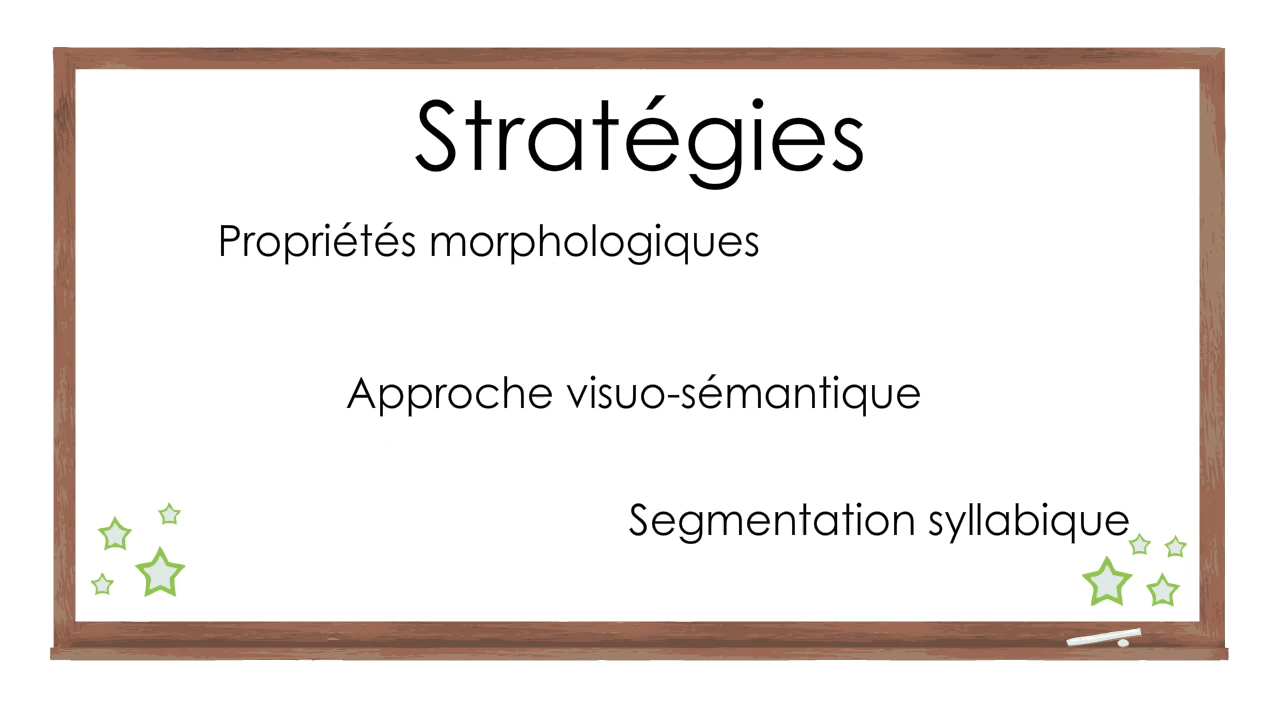 Stratégies
Propriétés morphologiques
Approche visuo-sémantique
Segmentation syllabique